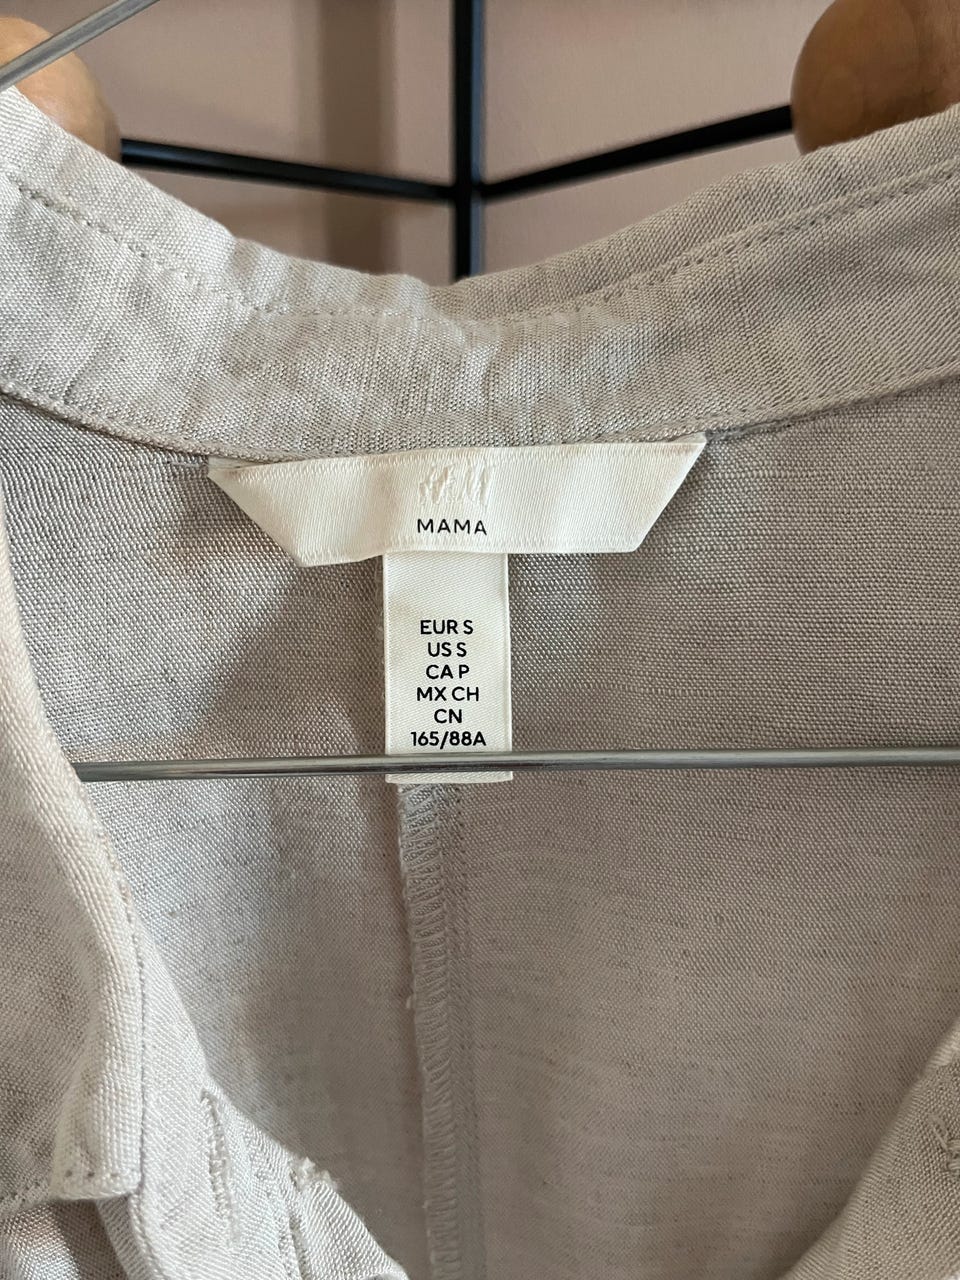 H&M
MAMA
EUR S
US S
CA P
MX CH
CN
165/88A